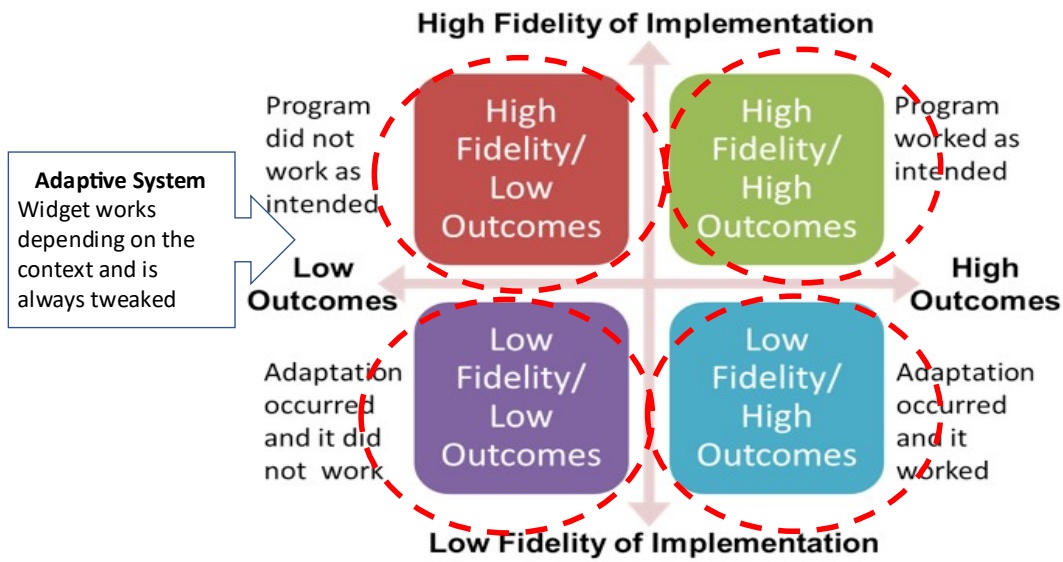 High Fidelity of Implementation
Program
did not
work as
intended
High
Fidelity/
Low
Outcomes
High
Fidelity/
High
Outcomes
Program
worked as
intended
Adaptive System
Widget works
depending on the
context and is
always tweaked
Low
Outcomes
High
Outcomes
Adaptation
occurred
and it did
not work
Low
Fidelity/
Low
Outcomes
Low
Fidelity/
High
Outcomes
Adaptation
occurred
and it
worked
Low Fidelity of Implementation